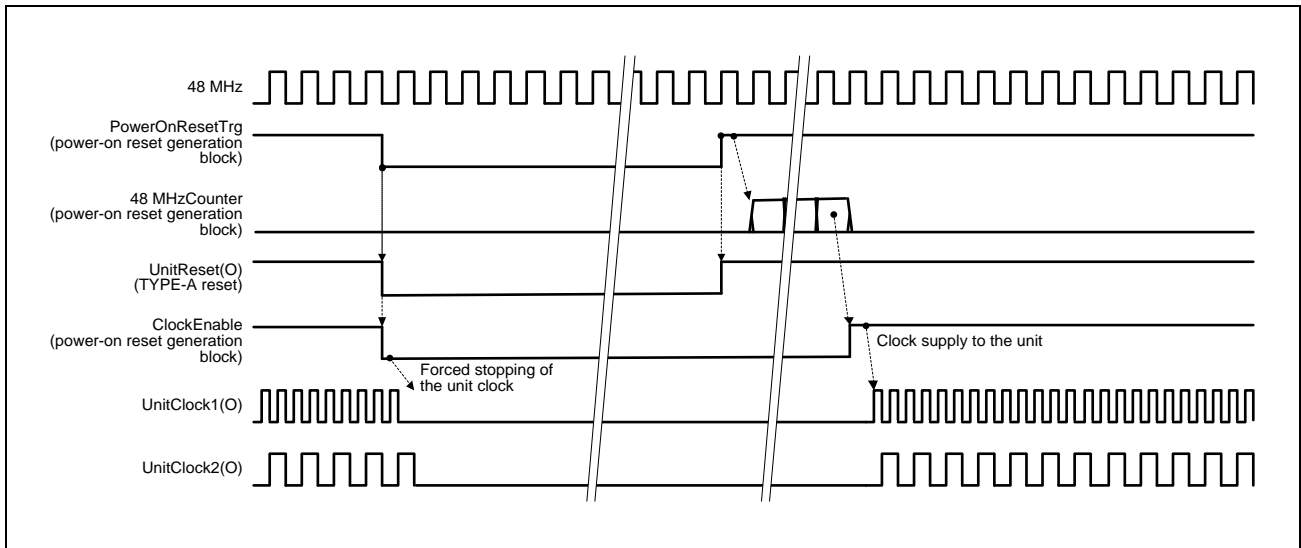 48 MHz
PowerOnResetTrg
(power-on reset generation
block)
48 MHzCounter
(power-on reset generation
block)
UnitReset(O)
(TYPE-A reset)
ClockEnable
(power-on reset generation
block)
Clock supply to the unit
Forced stopping of
the unit clock
UnitClock1(O)
UnitClock2(O)